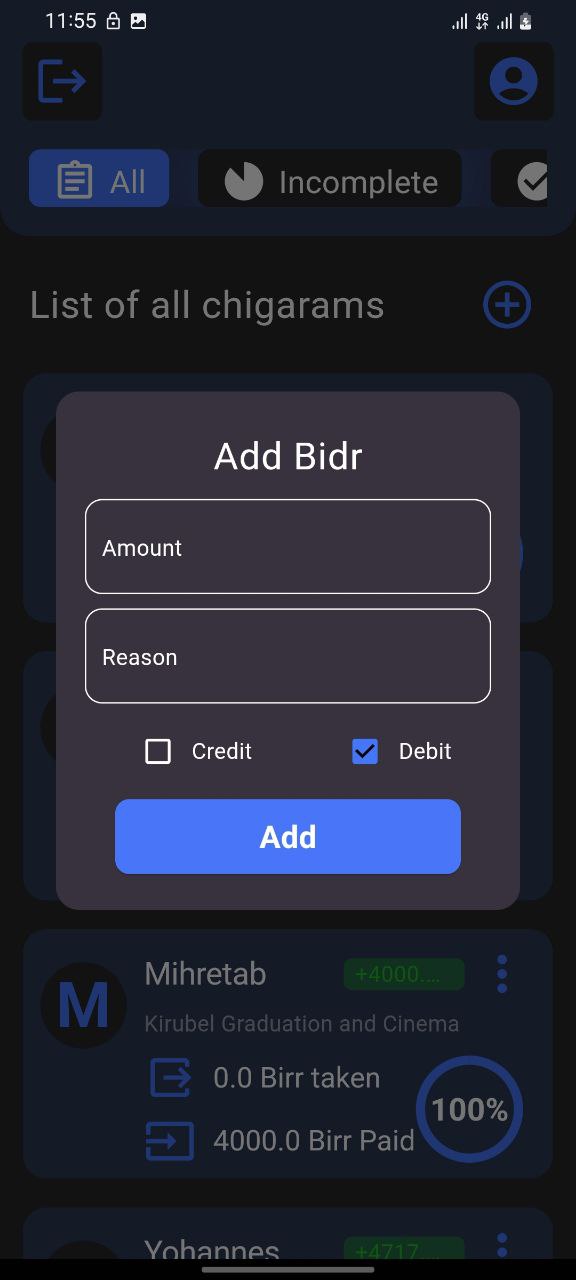 11:55
4G
All
Incomplete
List of all chigarams
Add Bidr
Amount
Reason
Credit
Debit
Add
M
Mihretab
+4000....
Kirubel Graduation and Cinema
0.0 Birr taken
4000.0 Birr Paid
100%
Yohannes
+4717....